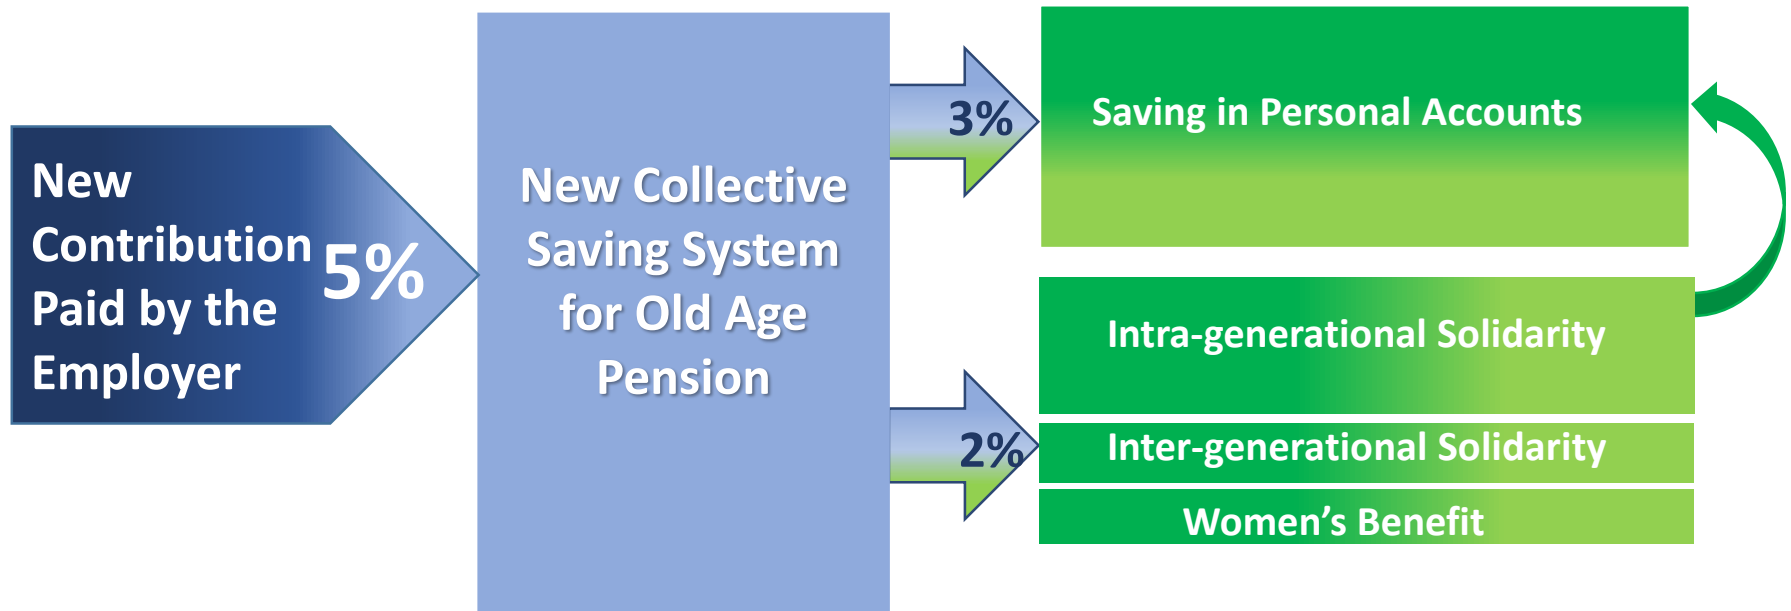 New
Contribution
Paid by the
Employer
5%
New Collective
Saving System
for Old Age
Pension
3%
Saving in Personal Accounts
2%
Intra-generational Solidarity
Inter-generational Solidarity
Women's Benefit